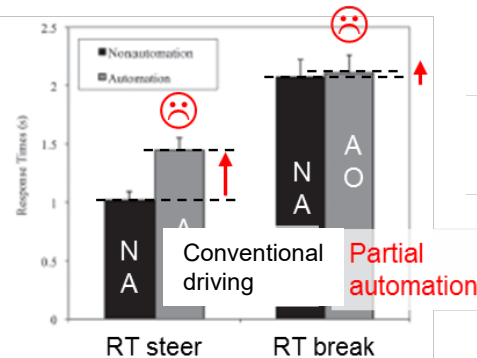 2.5
Nonautomation
Automation
2
1.5
1
0.5
0
Response Times (s)
N
A
A
N
A
A
O
Conventional
driving
Partial
automation
RT steer
RT break